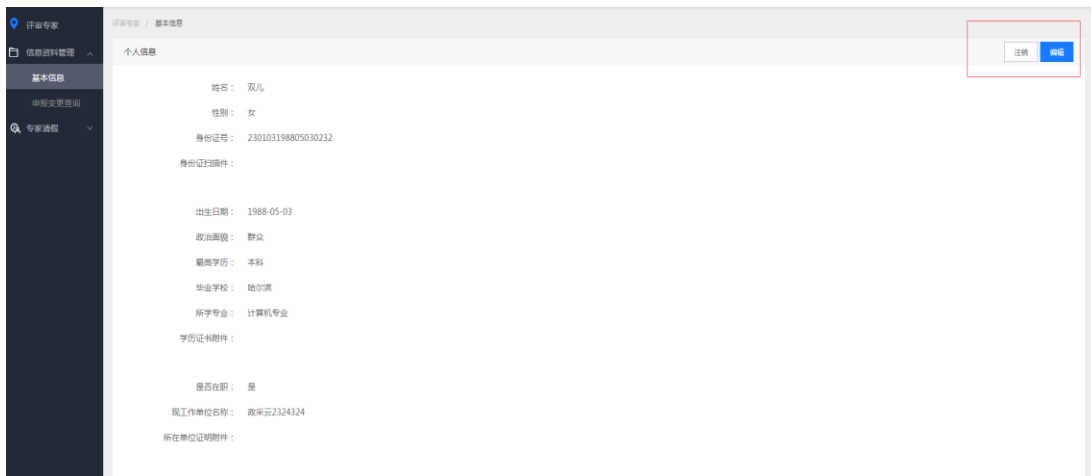 评审专家
信息资料管理
基本信息
申报变更查询
专家请假
评审专家 / 基本信息
个人信息
注销 编辑
姓名： 双儿
性别： 女
身份证号： 230103198805030232
身份证扫描件：
出生日期： 1988-05-03
政治面貌： 群众
最高学历： 本科
毕业学校： 哈尔滨
所学专业： 计算机专业
学历证书附件：
是否在职： 是
现工作单位名称： 政采云2324324
所在单位证明附件：